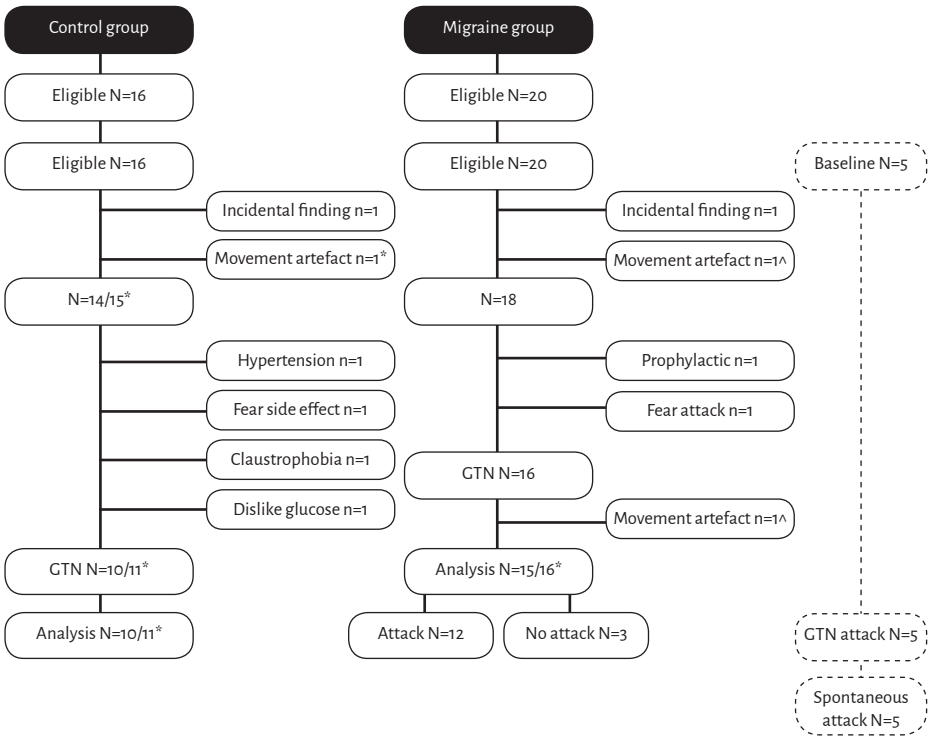 Control group
Migraine group
Eligible N=16
Eligible N=20
Eligible N=16
Eligible N=20
Baseline N=5
Incidental finding n=1
Incidental finding n=1
Movement artefact n=1*
Movement artefact n=1^
N=14/15*
N=18
Hypertension n=1
Prophylactic n=1
Fear side effect n=1
Fear attack n=1
Claustrophobia n=1
GTN N=16
Dislike glucose n=1
Movement artefact n=1^
GTN N=10/11*
Analysis N=15/16*
Analysis N=10/11*
Attack N=12
No attack N=3
GTN attack N=5
Spontaneous
attack N=5